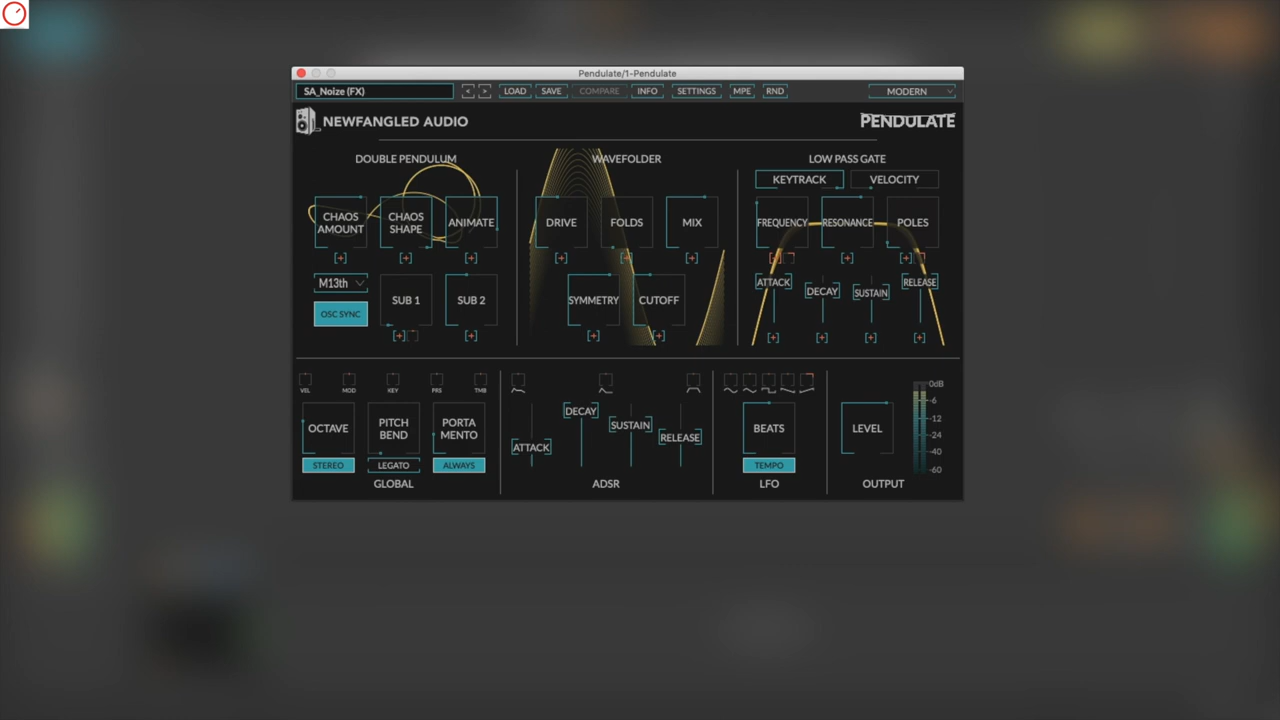 Pendulate/1-Pendulate
SA_Noize (FX) < > LOAD SAVE COMPARE INFO SETTINGS MPE RND MODERN
NEWFANGLED AUDIO PENDULATE
DOUBLE PENDULUM WAVEFOLDER LOW PASS GATE
KEYTRACK VELOCITY
CHAOS AMOUNT CHAOS SHAPE ANIMATE DRIVE FOLDS MIX FREQUENCY RESONANCE POLES
[+] [+] [+] [+] [+] [+] [+] [+] [+]
M13th SUB 1 SUB 2 SYMMETRY CUTOFF ATTACK DECAY SUSTAIN RELEASE
OSC SYNC
[+] [+] [+] [+] [+] [+] [+] [+]
VEL MOD KEY PRS TMB
OCTAVE PITCH BEND PORTA MENTO ATTACK DECAY SUSTAIN RELEASE BEATS LEVEL
0dB
-6
-12
-24
-40
-60
STEREO LEGATO ALWAYS TEMPO
GLOBAL ADSR LFO OUTPUT